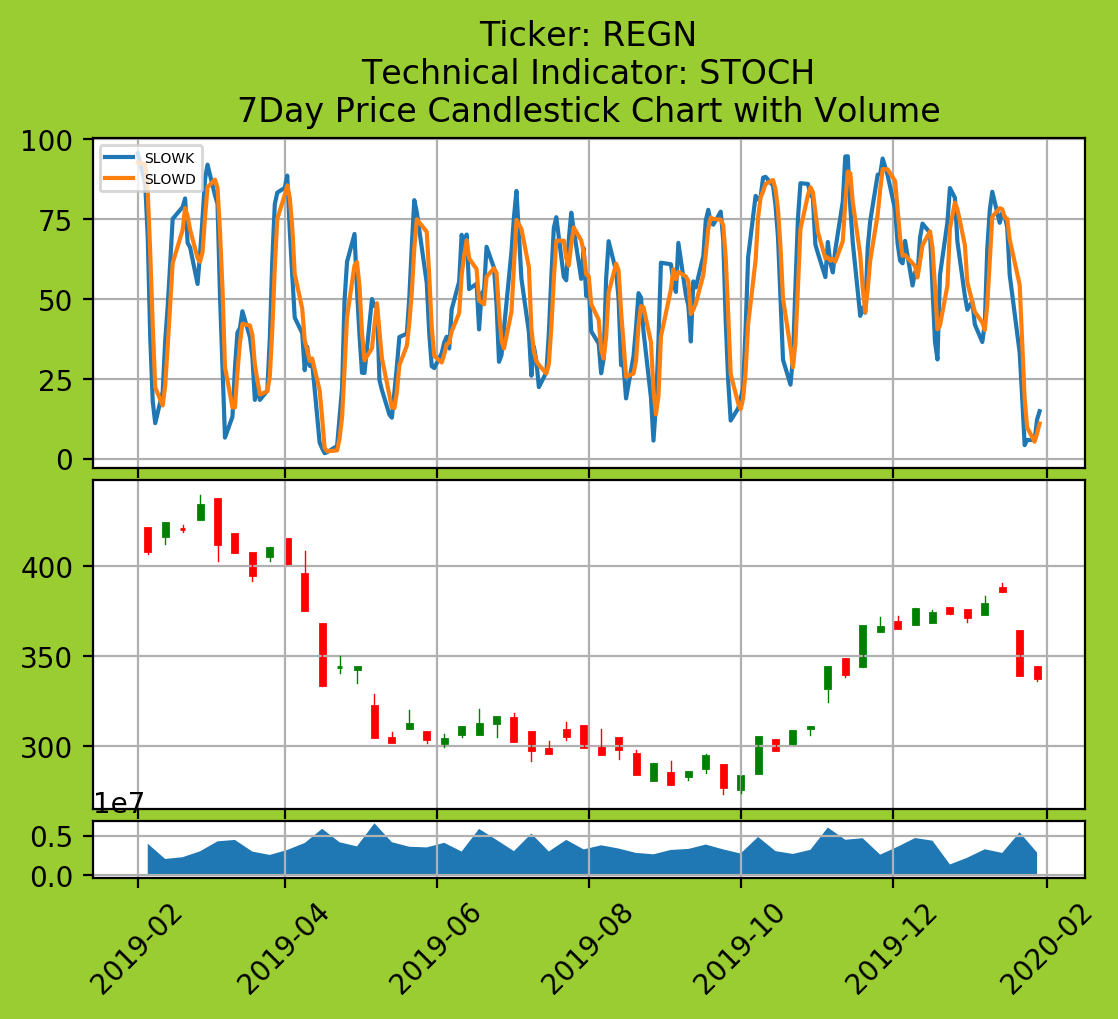 Ticker: REGN
Technical Indicator: STOCH
7Day Price Candlestick Chart with Volume
100
75
50
25
0
SLOWK
SLOWD
400
350
300
1e7
0.5
0.0
2019-02
2019-04
2019-06
2019-08
2019-10
2019-12
2020-02